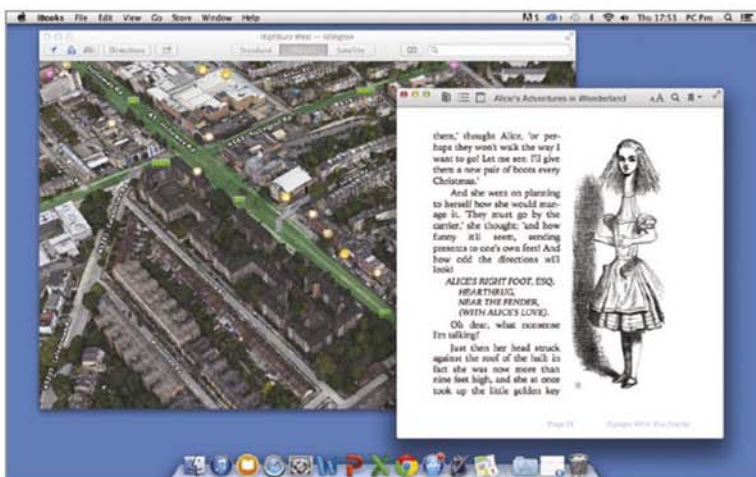 iBooks File Edit View Go Store Window Help
5 Thu 17:53 PC Pro
Highbury West — Islington
Directions
Standard
Satellite
Alice's Adventures in Wonderland
AA
them,' thought Alice, 'or per-
haps they won't walk the way I
want to go! Let me see: I'll give
them a new pair of boots every
Christmas.'
And she went on planning
to herself how she would man-
age it. 'They must go by the
carrier,' she thought; 'and how
funny it'll seem, sending
presents to one's own feet! And
how odd the directions will
look!
ALICE'S RIGHT FOOT, ESQ.
HEARTHRUG,
NEAR THE FENDER,
(WITH ALICE'S LOVE).
Oh dear, what nonsense
I'm talking!'
Just then her head struck
against the roof of the hall: in
fact she was now more than
nine feet high, and she at once
took up the little golden key